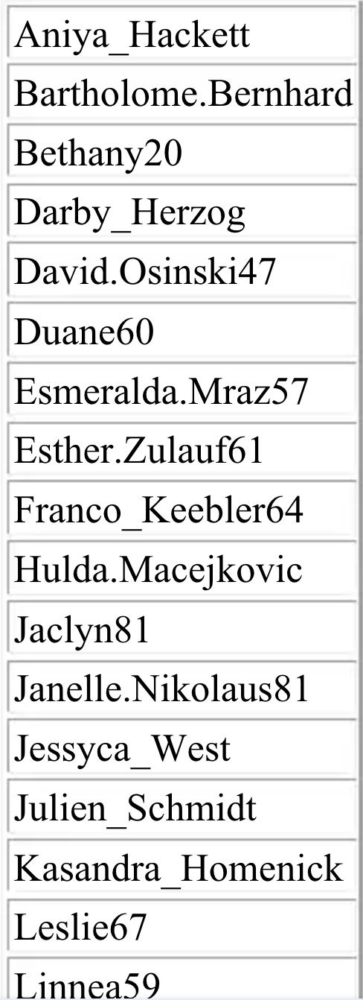 Aniya_Hackett
Bartholome.Bernhard
Bethany20
Darby_Herzog
David.Osinski47
Duane60
Esmeralda.Mraz57
Esther.Zulauf61
Franco_Keebler64
Hulda.Macejkovic
Jaclyn81
Janelle.Nikolaus81
Jessyca_West
Julien_Schmidt
Kasandra_Homenick
Leslie67
Linnea59